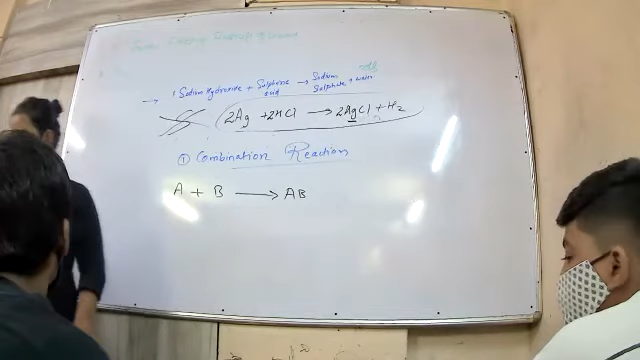 → 1 Sodium Hydroxide + Sulphuric acid → Sodium Sulphate + water
2Ag + 2HCl → 2AgCl + H₂
① Combination Reaction
A + B → AB